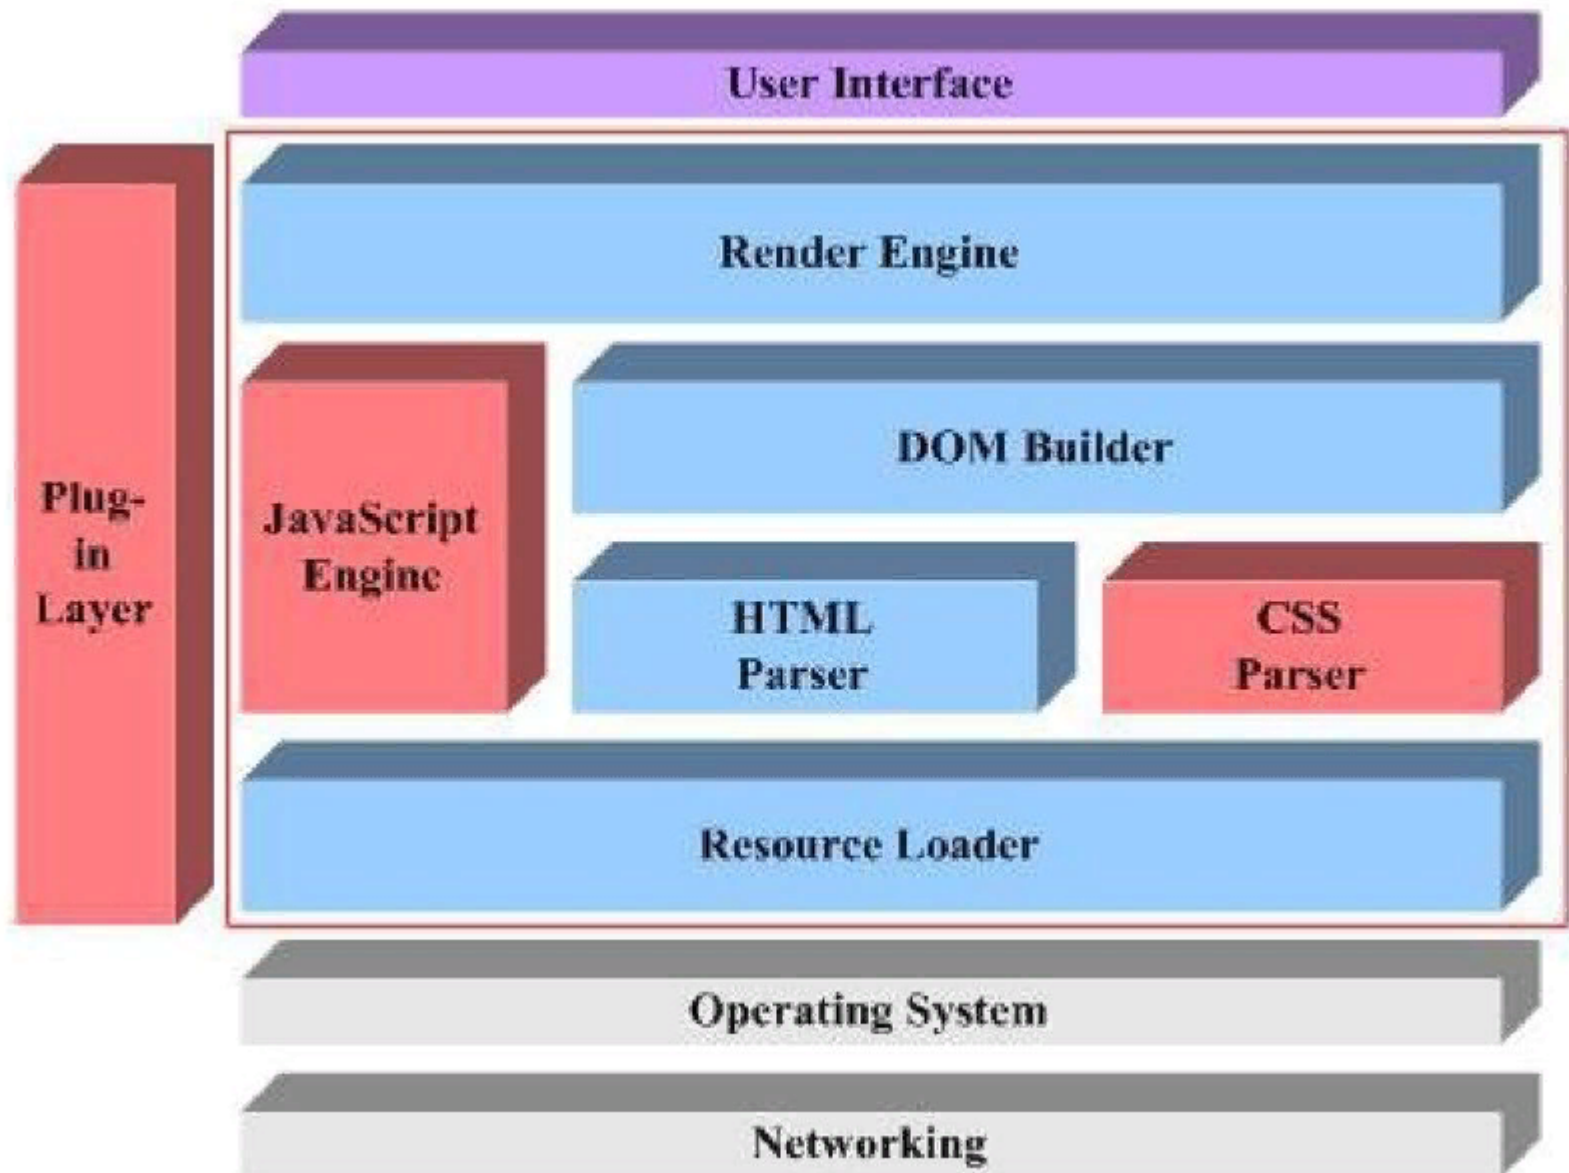 User Interface
Render Engine
Plug-
in
Layer
JavaScript
Engine
DOM Builder
HTML
Parser
CSS
Parser
Resource Loader
Operating System
Networking